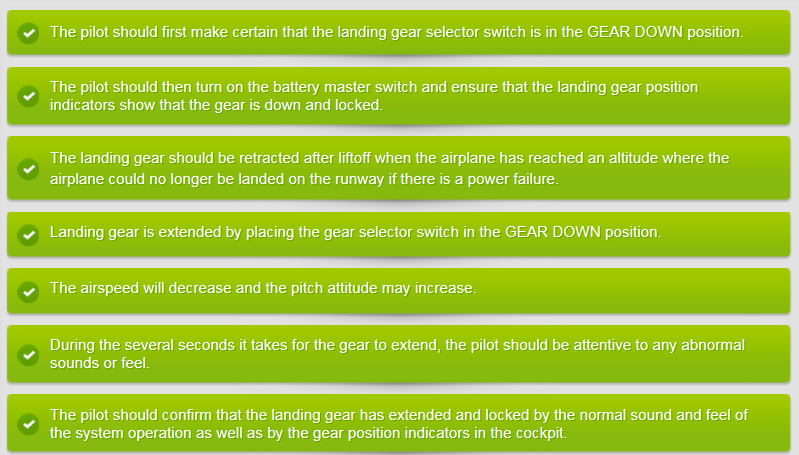 The pilot should first make certain that the landing gear selector switch is in the GEAR DOWN position.
The pilot should then turn on the battery master switch and ensure that the landing gear position
indicators show that the gear is down and locked.
The landing gear should be retracted after liftoff when the airplane has reached an altitude where the
airplane could no longer be landed on the runway if there is a power failure.
Landing gear is extended by placing the gear selector switch in the GEAR DOWN position.
The airspeed will decrease and the pitch attitude may increase.
During the several seconds it takes for the gear to extend, the pilot should be attentive to any abnormal
sounds or feel.
The pilot should confirm that the landing gear has extended and locked by the normal sound and feel of
the system operation as well as by the gear position indicators in the cockpit.